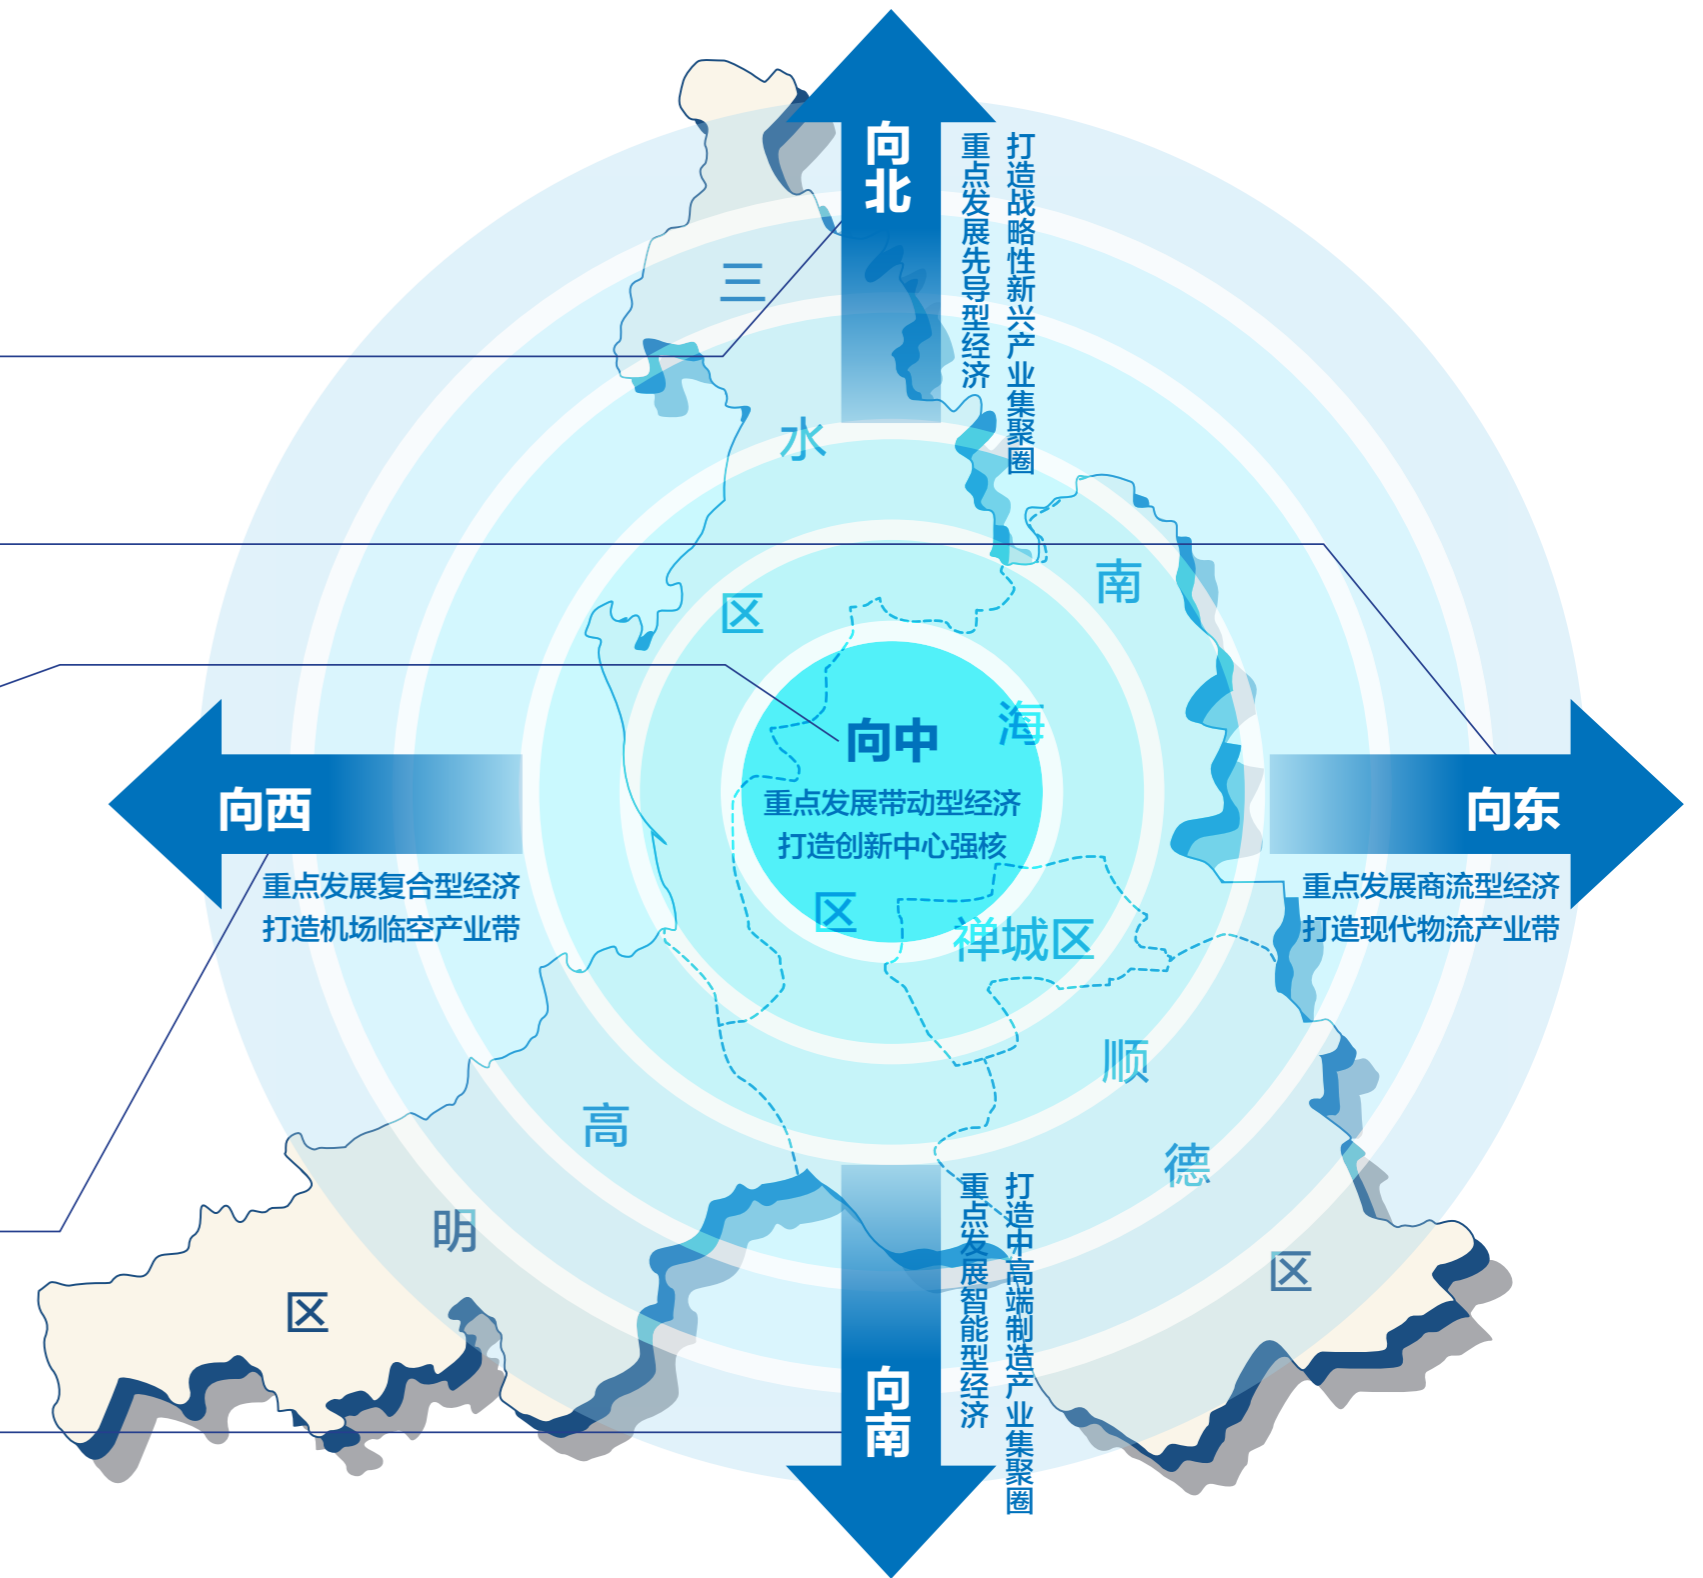 向北
重点发展先导型经济
打造战略性新兴产业集聚圈
三水区
南海区
向中
重点发展带动型经济
打造创新中心强核
向西
重点发展复合型经济
打造机场临空产业带
向东
重点发展商流型经济
打造现代物流产业带
禅城区
顺德区
高明区
向南
重点发展智能型经济
打造中高端制造产业集聚圈